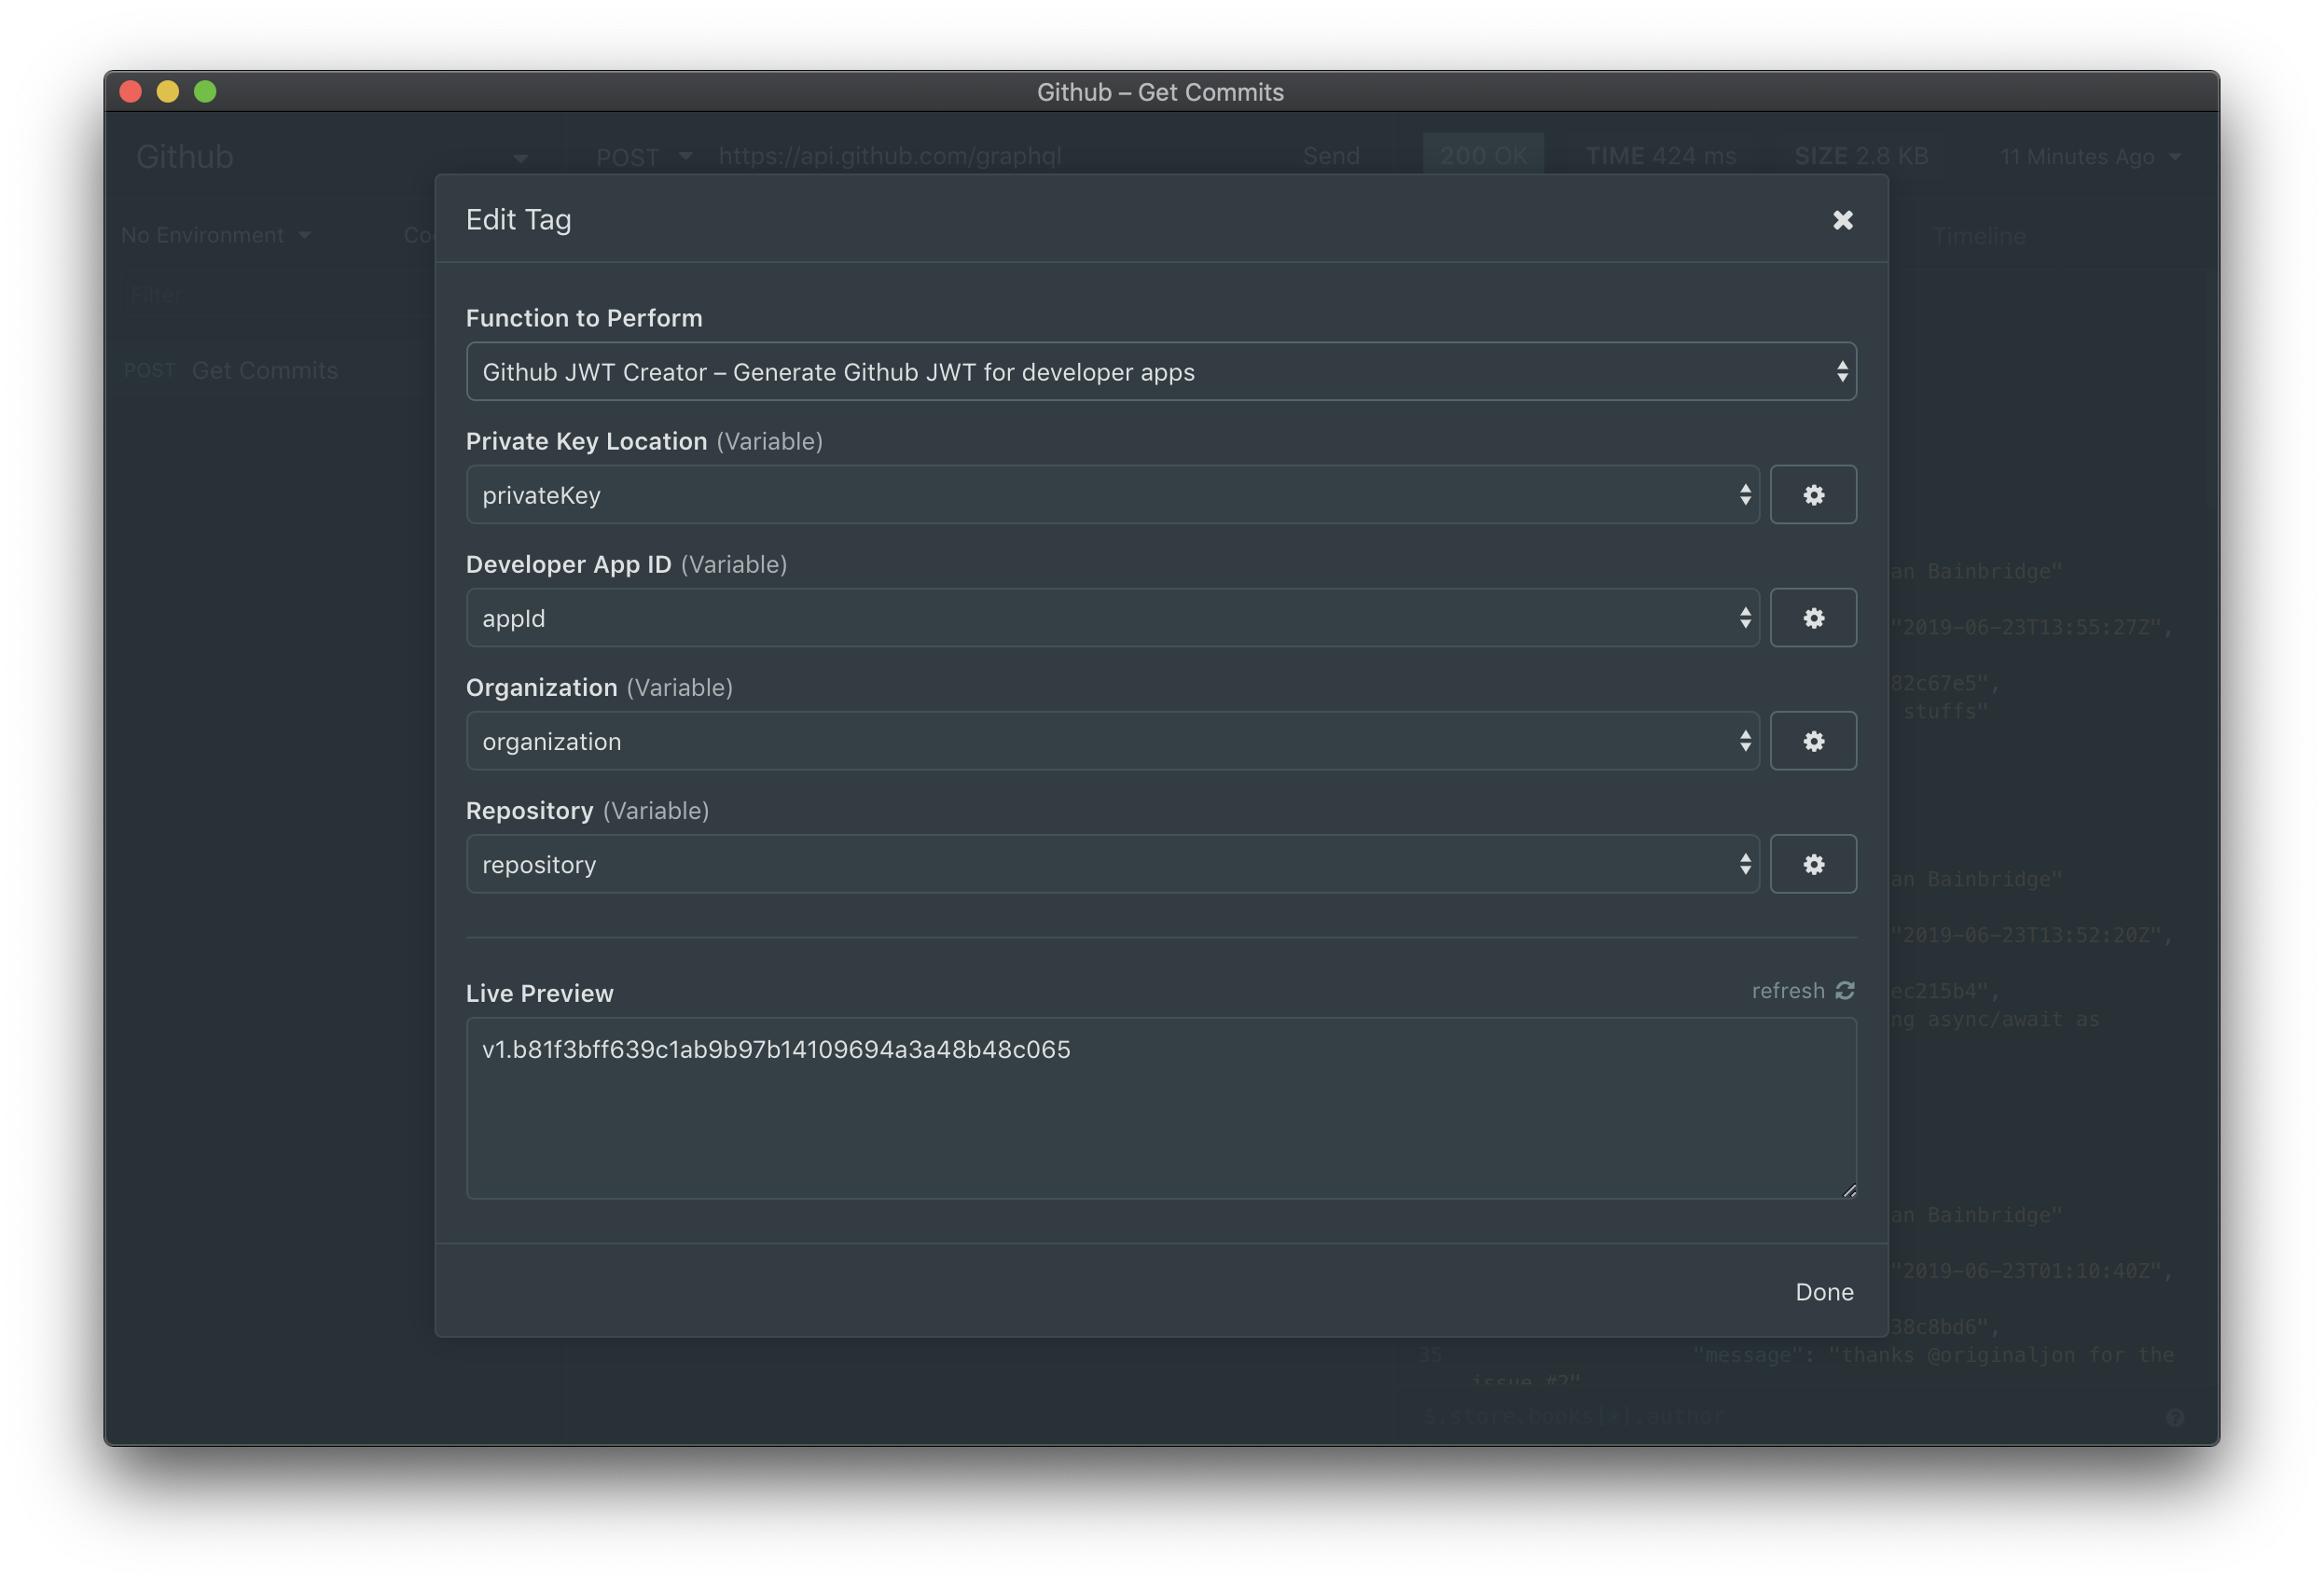 Github – Get Commits
Github
POST https://api.github.com/graphql Send 200 OK TIME 424 ms SIZE 2.8 KB 11 Minutes Ago
No Environment Coo
Timeline
Filter
POST Get Commits
Edit Tag
Function to Perform
Github JWT Creator – Generate Github JWT for developer apps
Private Key Location (Variable)
privateKey
Developer App ID (Variable)
appId
Organization (Variable)
organization
Repository (Variable)
repository
Live Preview
refresh
v1.b81f3bff639c1ab9b97b14109694a3a48b48c065
Done
an Bainbridge"
"2019-06-23T13:55:27Z",
82c67e5",
stuffs"
an Bainbridge"
"2019-06-23T13:52:20Z",
ec215b4",
ng async/await as
an Bainbridge"
"2019-06-23T01:10:40Z",
38c8bd6",
35 "message": "thanks @originaljon for the
issue #2"
$.store.books[*].author